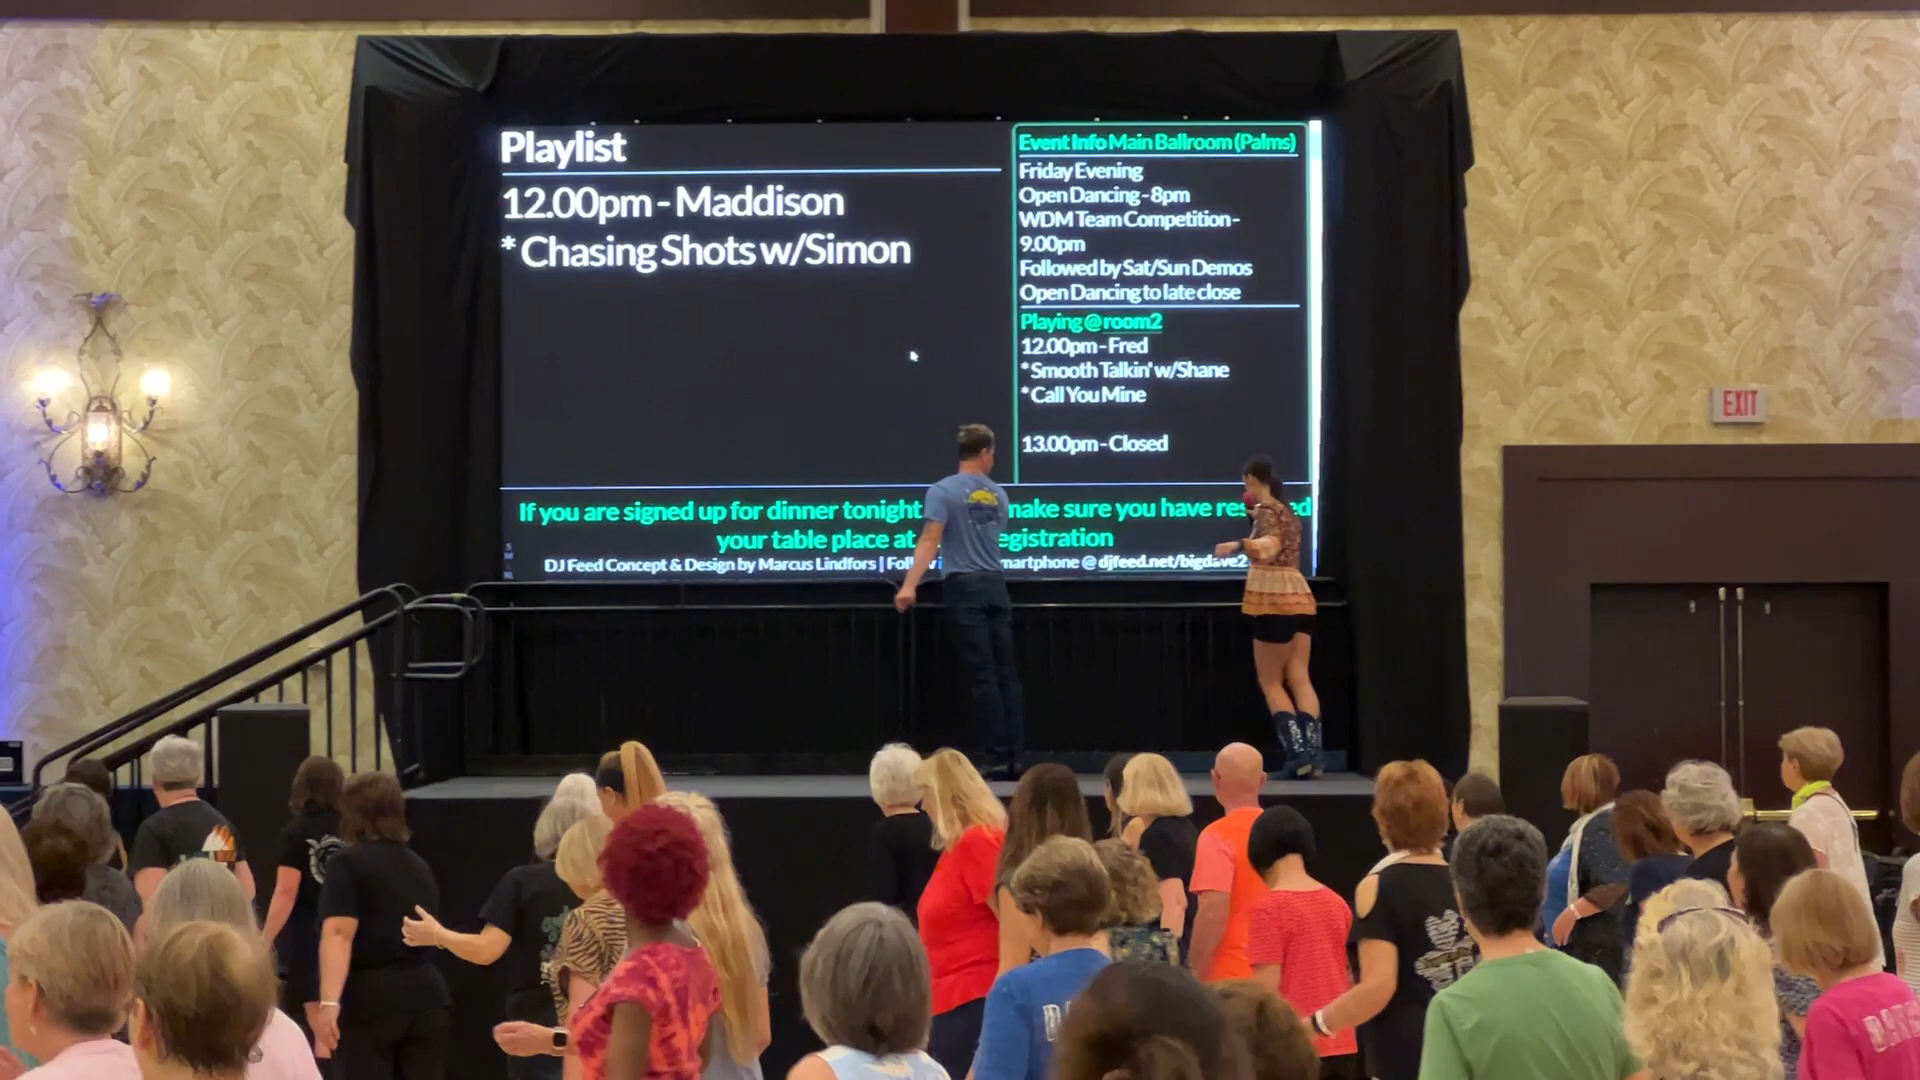 Playlist
12.00pm - Maddison
* Chasing Shots w/Simon
Event Info Main Ballroom (Palms)
Friday Evening
Open Dancing - 8pm
WDM Team Competition -
9.00pm
Followed by Sat/Sun Demos
Open Dancing to late close
Playing @ room2
12.00pm - Fred
* Smooth Talkin' w/Shane
* Call You Mine
13.00pm - Closed
If you are signed up for dinner tonight make sure you have
your table place at
DJ Feed Concept & Design by Marcus Lindfors | @ djfeed.net/bigdave2
EXIT